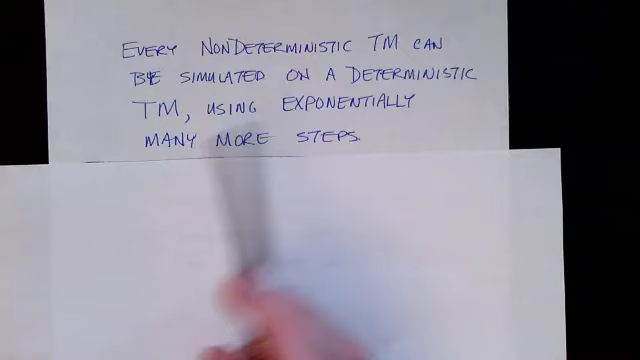 EVERY NONDETERMINISTIC TM CAN
BE SIMULATED ON A DETERMINISTIC
TM, USING EXPONENTIALLY
MANY MORE STEPS.